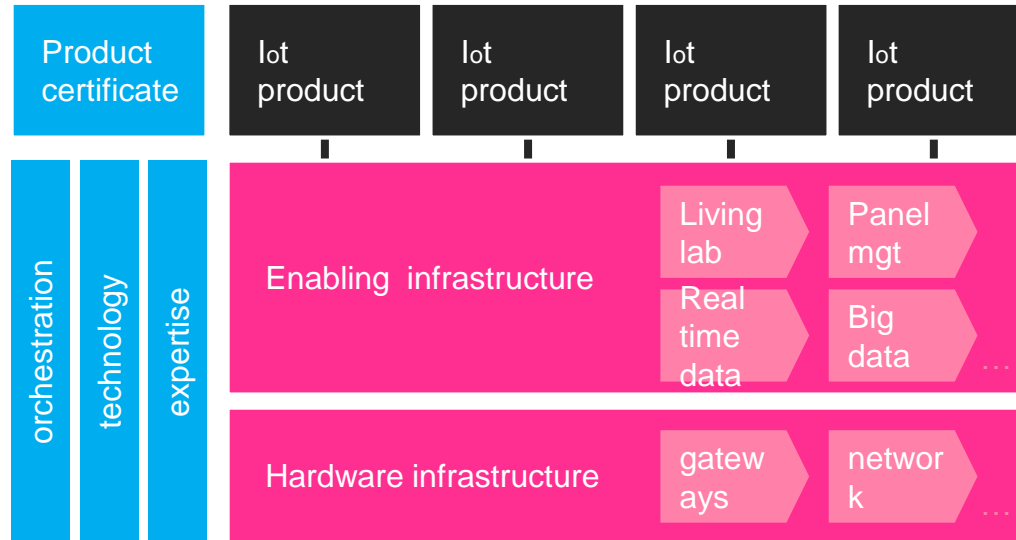 Product
certificate
Iot
product
Iot
product
Iot
product
Iot
product
orchestration
technology
expertise
Enabling infrastructure
Living
lab
Panel
mgt
Real
time
data
Big
data
...
Hardware infrastructure
gatew
ays
networ
k
...